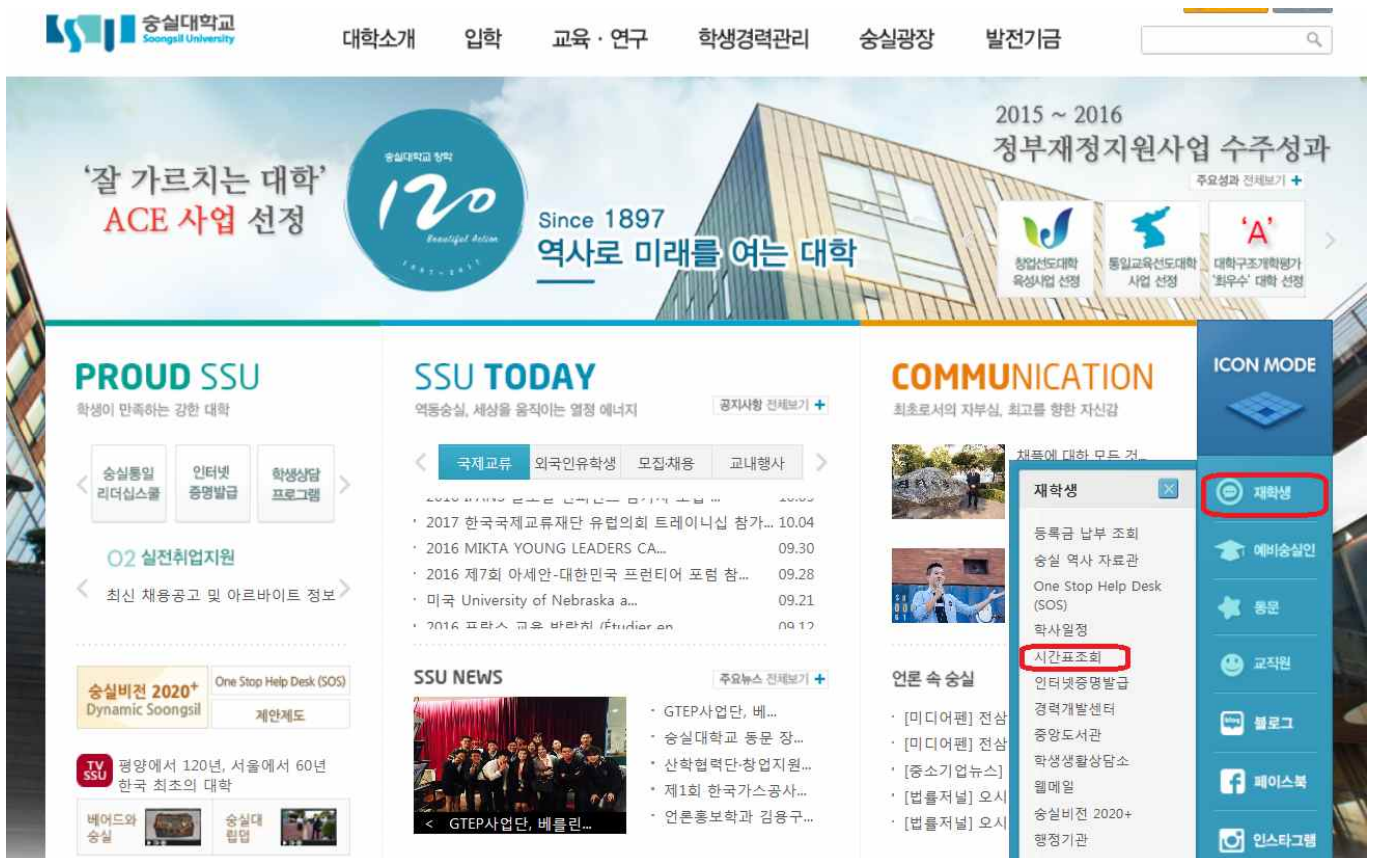 숭실대학교
Soongsil University
대학소개 입학 교육 · 연구 학생경력관리 숭실광장 발전기금
'잘 가르치는 대학'
ACE 사업 선정
숭실대학교 창학
120
Beautiful Action
1897-2017
Since 1897
역사로 미래를 여는 대학
2015 ~ 2016
정부재정지원사업 수주성과
주요성과 전체보기 +
창업선도대학
육성사업 선정
통일교육선도대학
사업 선정
'A'
대학구조개혁평가
'최우수' 대학 선정
PROUD SSU
학생이 만족하는 강한 대학
숭실통일
리더십스쿨
인터넷
증명발급
학생상담
프로그램
02 실전취업지원
최신 채용공고 및 아르바이트 정보
숭실비전 2020+
Dynamic Soongsil
One Stop Help Desk (SOS)
제안제도
TV
SSU
평양에서 120년, 서울에서 60년
한국 최초의 대학
베어드와
숭실
숭실대
립덥
SSU TODAY
역동숭실, 세상을 움직이는 열정 에너지
공지사항 전체보기 +
국제교류 외국인유학생 모집·채용 교내행사
· 2017 한국국제교류재단 유럽의회 트레이니십 참가... 10.04
· 2016 MIKTA YOUNG LEADERS CA... 09.30
· 2016 제7회 아세안-대한민국 프런티어 포럼 참... 09.28
· 미국 University of Nebraska a... 09.21
· 2016 프랑스 교육 박람회 (Étudier en 09.12
SSU NEWS
주요뉴스 전체보기 +
< GTEP사업단, 베를린...
· GTEP사업단, 베...
· 숭실대학교 동문 장...
· 산학협력단·창업지원...
· 제1회 한국가스공사...
· 언론홍보학과 김용구...
COMMUNICATION
최초로서의 자부심, 최고를 향한 자신감
채플에 대한 모든 것...
언론 속 숭실
· [미디어펜] 전삼
· [미디어펜] 전삼
· [중소기업뉴스]
· [법률저널] 오시
· [법률저널] 오시
재학생
등록금 납부 조회
숭실 역사 자료관
One Stop Help Desk
(SOS)
학사일정
시간표조회
인터넷증명발급
경력개발센터
중앙도서관
학생생활상담소
웹메일
숭실비전 2020+
행정기관
ICON MODE
재학생
예비숭실인
동문
교직원
blog 블로그
페이스북
인스타그램